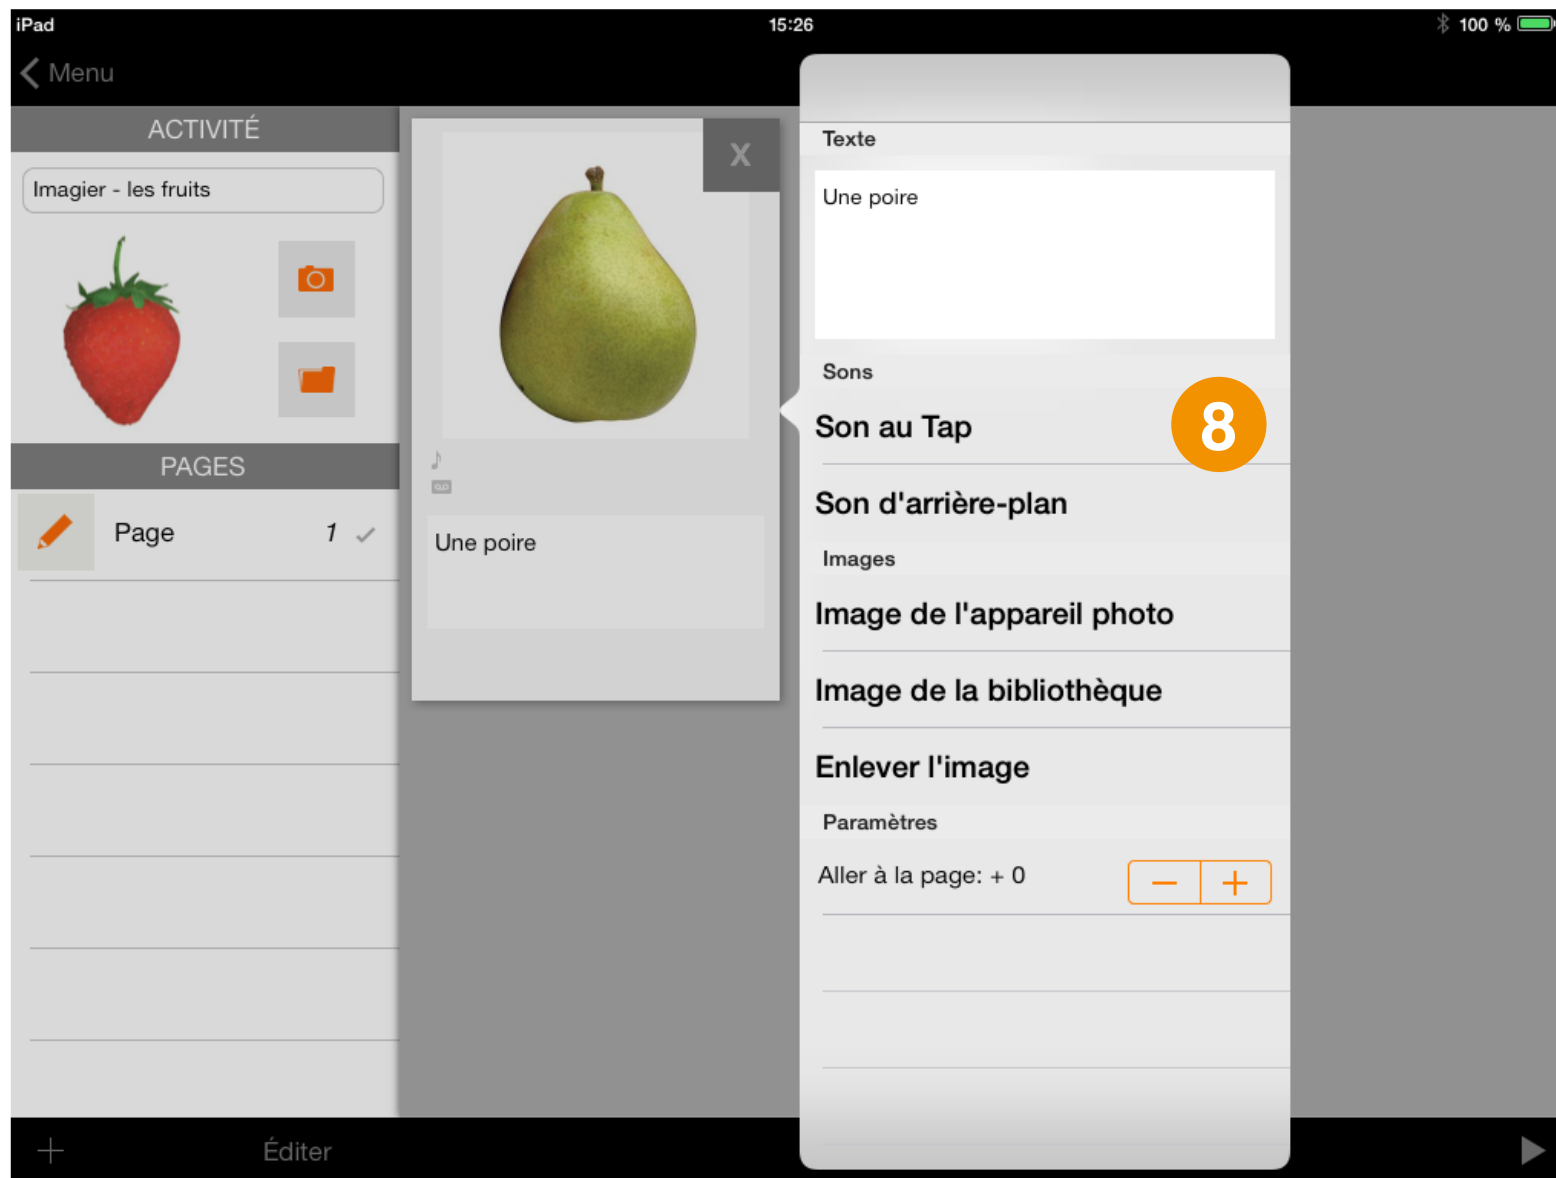 iPad 15:26 100 %
Menu
ACTIVITÉ
Imagier - les fruits
PAGES
Page 1
X
Une poire
Texte
Une poire
Sons
Son au Tap
8
Son d'arrière-plan
Images
Image de l'appareil photo
Image de la bibliothèque
Enlever l'image
Paramètres
Aller à la page: + 0
− +
+ Éditer